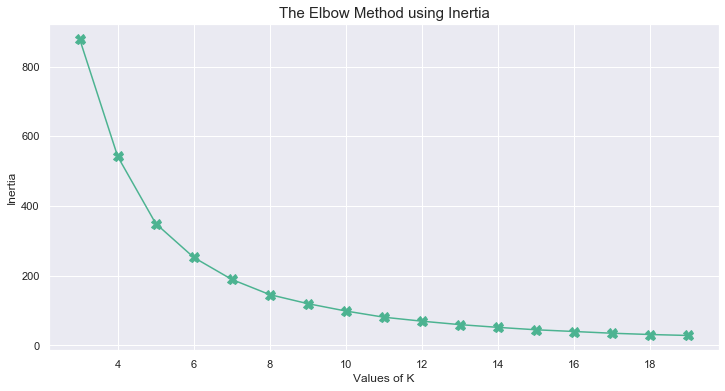 The Elbow Method using Inertia
800
600
400
200
0
Inertia
4 6 8 10 12 14 16 18
Values of K